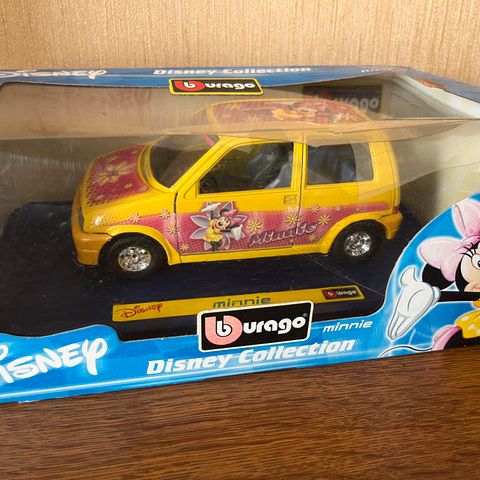 Disney
Disney Collection
Burago
Minnie
Disney
minnie
Burago
Disney
Burago
minnie
Disney Collection